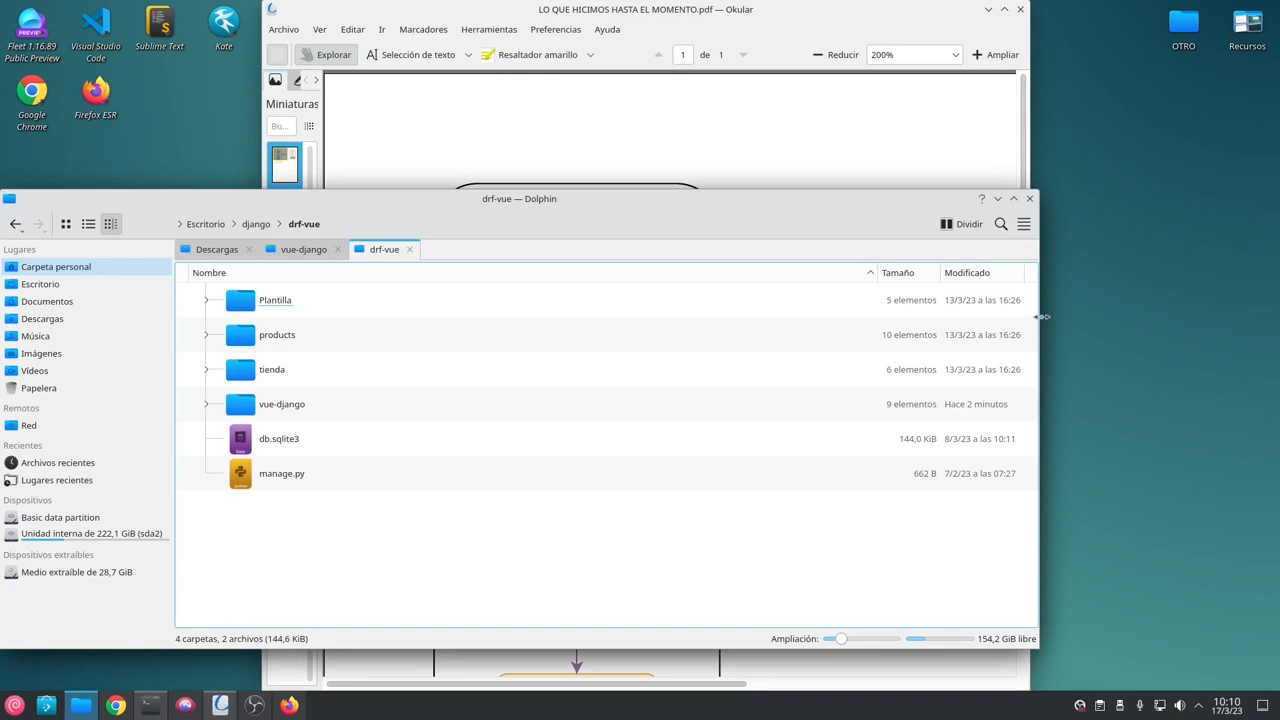 Fleet 1.16.89
Public Preview
Visual Studio
Code
Sublime Text
Kate
Google
Chrome
Firefox ESR
OTRO
Recursos
LO QUE HICIMOS HASTA EL MOMENTO.pdf — Okular
Archivo Ver Editar Ir Marcadores Herramientas Preferencias Ayuda
Explorar Selección de texto Resaltador amarillo 1 de 1 Reducir 200% Ampliar
Miniaturas
Bu...
drf-vue — Dolphin
Escritorio django drf-vue
Dividir
Lugares
Carpeta personal
Escritorio
Documentos
Descargas
Música
Imágenes
Vídeos
Papelera
Remotos
Red
Recientes
Archivos recientes
Lugares recientes
Dispositivos
Basic data partition
Unidad interna de 222,1 GiB (sda2)
Dispositivos extraíbles
Medio extraíble de 28,7 GiB
Descargas vue-django drf-vue
Nombre Tamaño Modificado
Plantilla 5 elementos 13/3/23 a las 16:26
products 10 elementos 13/3/23 a las 16:26
tienda 6 elementos 13/3/23 a las 16:26
vue-django 9 elementos Hace 2 minutos
db.sqlite3 144,0 KiB 8/3/23 a las 10:11
manage.py 662 B 7/2/23 a las 07:27
4 carpetas, 2 archivos (144,6 KiB)
Ampliación: 154,2 GiB libre
10:10
17/3/23